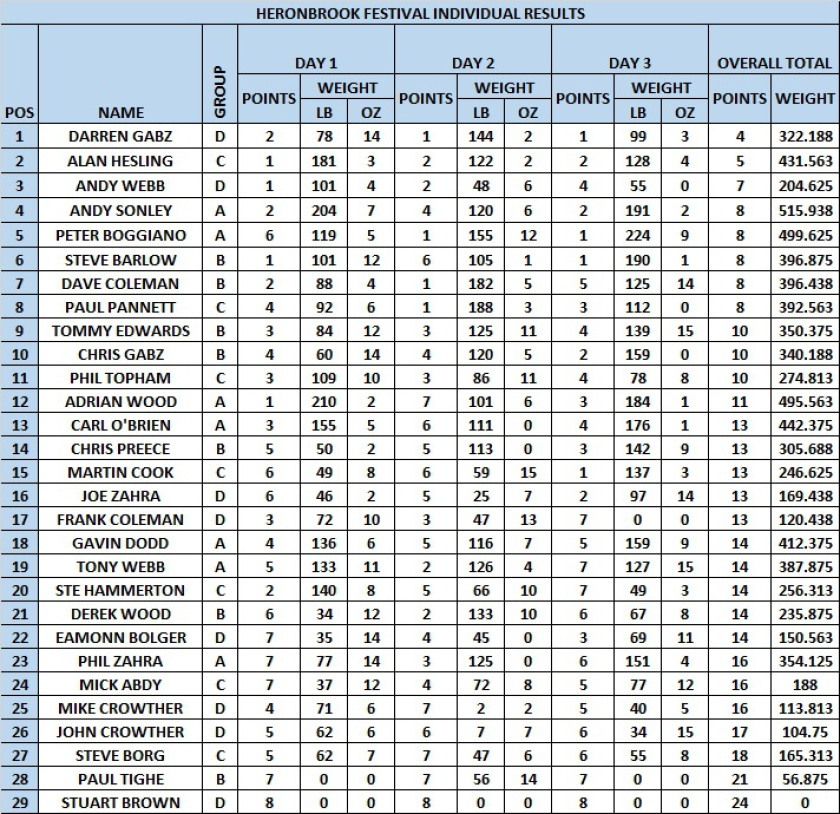 HERONBROOK FESTIVAL INDIVIDUAL RESULTS
DAY 1 DAY 2 DAY 3 OVERALL TOTAL
POS NAME GROUP POINTS WEIGHT POINTS WEIGHT POINTS WEIGHT POINTS WEIGHT
LB OZ LB OZ LB OZ
1 DARREN GABZ D 2 78 14 1 144 2 1 99 3 4 322.188
2 ALAN HESLING C 1 181 3 2 122 2 2 128 4 5 431.563
3 ANDY WEBB D 1 101 4 2 48 6 4 55 0 7 204.625
4 ANDY SONLEY A 2 204 7 4 120 6 2 191 2 8 515.938
5 PETER BOGGIANO A 6 119 5 1 155 12 1 224 9 8 499.625
6 STEVE BARLOW B 1 101 12 6 105 1 1 190 1 8 396.875
7 DAVE COLEMAN B 2 88 4 1 182 5 5 125 14 8 396.438
8 PAUL PANNETT C 4 92 6 1 188 3 3 112 0 8 392.563
9 TOMMY EDWARDS B 3 84 12 3 125 11 4 139 15 10 350.375
10 CHRIS GABZ B 4 60 14 4 120 5 2 159 0 10 340.188
11 PHIL TOPHAM C 3 109 10 3 86 11 4 78 8 10 274.813
12 ADRIAN WOOD A 1 210 2 7 101 6 3 184 1 11 495.563
13 CARL O'BRIEN A 3 155 5 6 111 0 4 176 1 13 442.375
14 CHRIS PREECE B 5 50 2 5 113 0 3 142 9 13 305.688
15 MARTIN COOK C 6 49 8 6 59 15 1 137 3 13 246.625
16 JOE ZAHRA D 6 46 2 5 25 7 2 97 14 13 169.438
17 FRANK COLEMAN D 3 72 10 3 47 13 7 0 0 13 120.438
18 GAVIN DODD A 4 136 6 5 116 7 5 159 9 14 412.375
19 TONY WEBB A 5 133 11 2 126 4 7 127 15 14 387.875
20 STE HAMMERTON C 2 140 8 5 66 10 7 49 3 14 256.313
21 DEREK WOOD B 6 34 12 2 133 10 6 67 8 14 235.875
22 EAMONN BOLGER D 7 35 14 4 45 0 3 69 11 14 150.563
23 PHIL ZAHRA A 7 77 14 3 125 0 6 151 4 16 354.125
24 MICK ABDY C 7 37 12 4 72 8 5 77 12 16 188
25 MIKE CROWTHER D 4 71 6 7 2 2 5 40 5 16 113.813
26 JOHN CROWTHER D 5 62 6 6 7 7 6 34 15 17 104.75
27 STEVE BORG C 5 62 7 7 47 6 6 55 8 18 165.313
28 PAUL TIGHE B 7 0 0 7 56 14 7 0 0 21 56.875
29 STUART BROWN D 8 0 0 8 0 0 8 0 0 24 0